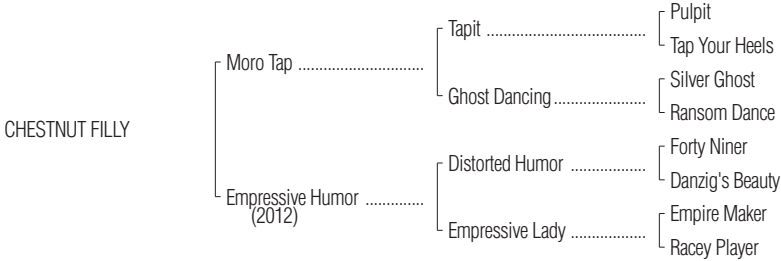 Pulpit
Tapit ....................................
Tap Your Heels
Moro Tap ............................
Silver Ghost
Ghost Dancing.....................
Ransom Dance
CHESTNUT FILLY
Forty Niner
Distorted Humor .................
Danzig's Beauty
Empressive Humor .............
(2012)
Empire Maker
Empressive Lady .................
Racey Player